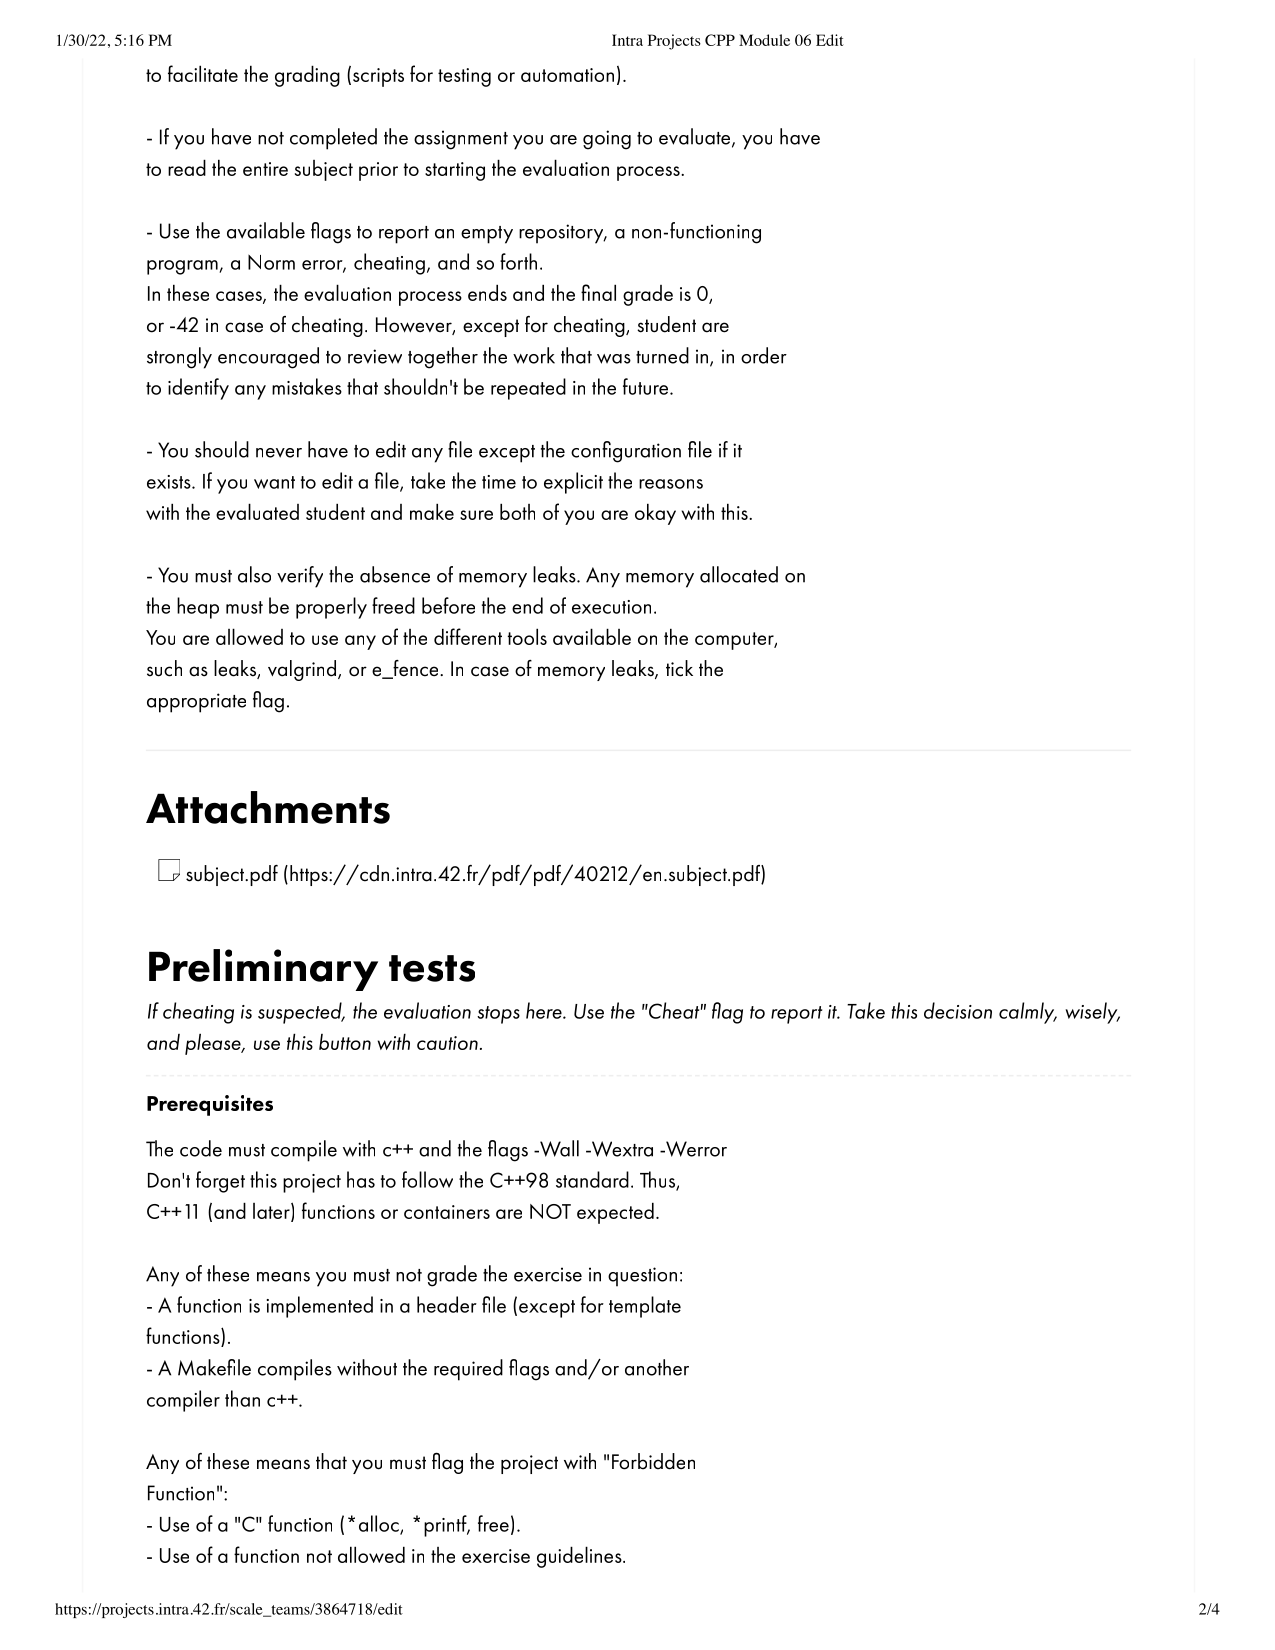 1/30/22, 5:16 PM Intra Projects CPP Module 06 Edit
to facilitate the grading (scripts for testing or automation).
- If you have not completed the assignment you are going to evaluate, you have
to read the entire subject prior to starting the evaluation process.
- Use the available flags to report an empty repository, a non-functioning
program, a Norm error, cheating, and so forth.
In these cases, the evaluation process ends and the final grade is 0,
or -42 in case of cheating. However, except for cheating, student are
strongly encouraged to review together the work that was turned in, in order
to identify any mistakes that shouldn't be repeated in the future.
- You should never have to edit any file except the configuration file if it
exists. If you want to edit a file, take the time to explicit the reasons
with the evaluated student and make sure both of you are okay with this.
- You must also verify the absence of memory leaks. Any memory allocated on
the heap must be properly freed before the end of execution.
You are allowed to use any of the different tools available on the computer,
such as leaks, valgrind, or e_fence. In case of memory leaks, tick the
appropriate flag.
Attachments
subject.pdf (https://cdn.intra.42.fr/pdf/pdf/40212/en.subject.pdf)
Preliminary tests
If cheating is suspected, the evaluation stops here. Use the "Cheat" flag to report it. Take this decision calmly, wisely,
and please, use this button with caution.
Prerequisites
The code must compile with c++ and the flags -Wall -Wextra -Werror
Don't forget this project has to follow the C++98 standard. Thus,
C++11 (and later) functions or containers are NOT expected.
Any of these means you must not grade the exercise in question:
- A function is implemented in a header file (except for template
functions).
- A Makefile compiles without the required flags and/or another
compiler than c++.
Any of these means that you must flag the project with "Forbidden
Function":
- Use of a "C" function (*alloc, *printf, free).
- Use of a function not allowed in the exercise guidelines.
https://projects.intra.42.fr/scale_teams/3864718/edit 2/4